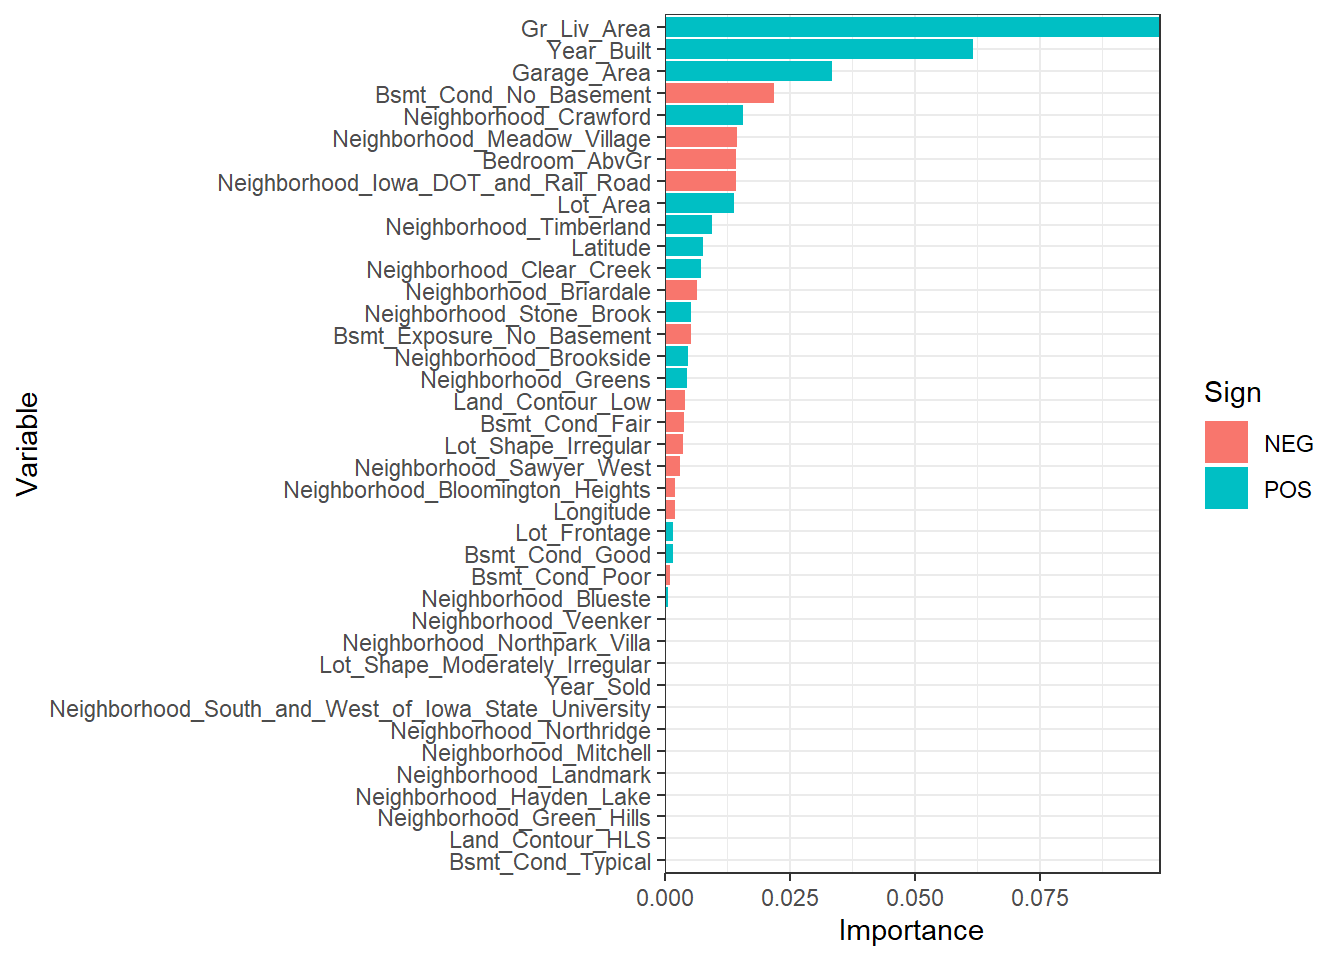 Gr_Liv_Area
Year_Built
Garage_Area
Bsmt_Cond_No_Basement
Neighborhood_Crawford
Neighborhood_Meadow_Village
Bedroom_AbvGr
Neighborhood_Iowa_DOT_and_Rail_Road
Lot_Area
Neighborhood_Timberland
Latitude
Neighborhood_Clear_Creek
Neighborhood_Briardale
Neighborhood_Stone_Brook
Bsmt_Exposure_No_Basement
Neighborhood_Brookside
Neighborhood_Greens
Land_Contour_Low
Bsmt_Cond_Fair
Lot_Shape_Irregular
Neighborhood_Sawyer_West
Neighborhood_Bloomington_Heights
Longitude
Lot_Frontage
Bsmt_Cond_Good
Bsmt_Cond_Poor
Neighborhood_Blueste
Neighborhood_Veenker
Neighborhood_Northpark_Villa
Lot_Shape_Moderately_Irregular
Year_Sold
Neighborhood_South_and_West_of_Iowa_State_University
Neighborhood_Northridge
Neighborhood_Mitchell
Neighborhood_Landmark
Neighborhood_Hayden_Lake
Neighborhood_Green_Hills
Land_Contour_HLS
Bsmt_Cond_Typical
0.000 0.025 0.050 0.075
Importance
Variable
Sign
NEG
POS